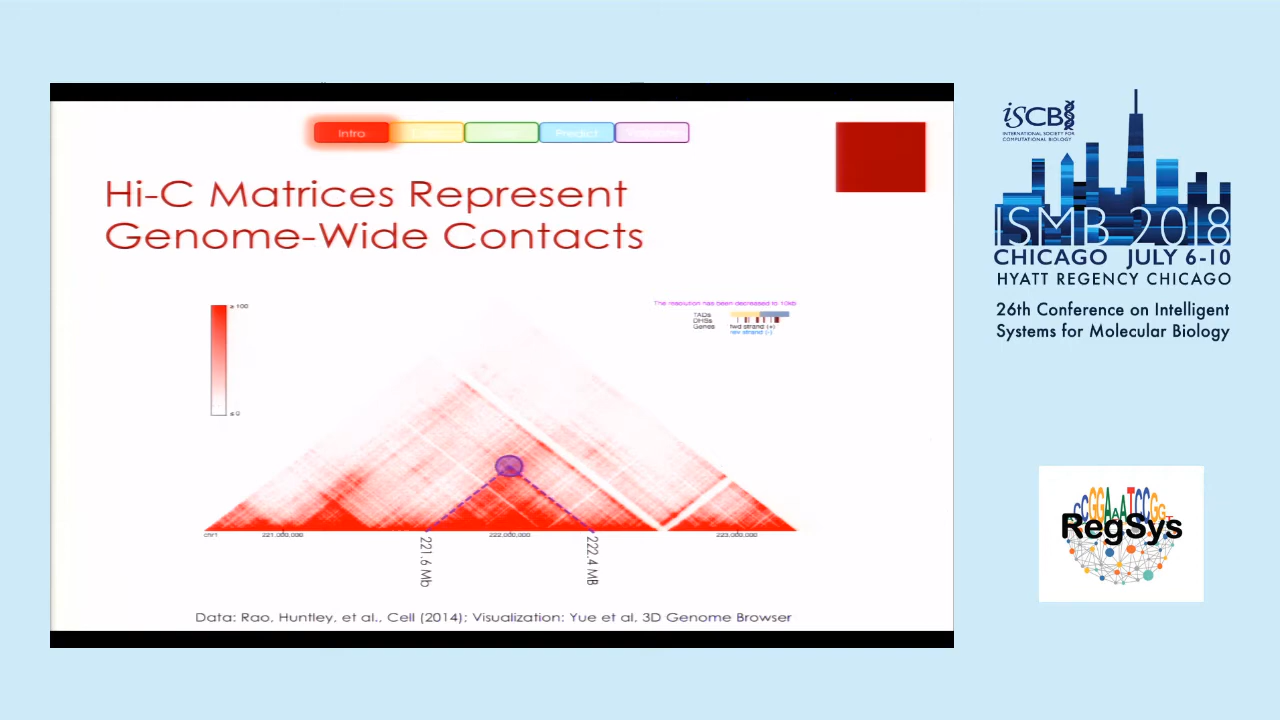 Intro
Predict
Hi-C Matrices Represent
Genome-Wide Contacts
≥ 100
≤ 0
The resolution has been decreased to 10kb
TADs
DHSs
Genes
fwd strand (+)
rev strand (-)
chr1
221,000,000
222,000,000
223,000,000
221.6 Mb
222.4 MB
Data: Rao, Huntley, et al., Cell (2014); Visualization: Yue et al, 3D Genome Browser
iSCB
INTERNATIONAL SOCIETY FOR
COMPUTATIONAL BIOLOGY
ISMB 2018
CHICAGO JULY 6-10
HYATT REGENCY CHICAGO
26th Conference on Intelligent
Systems for Molecular Biology
CCGGAAATCCGGT
RegSys